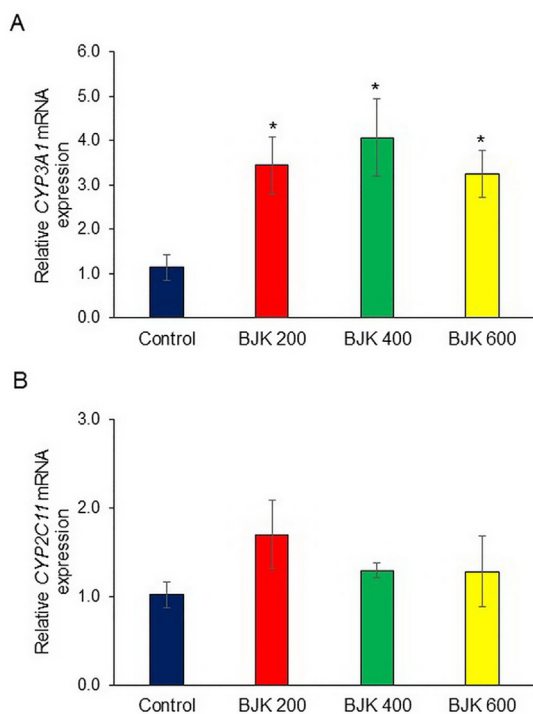 A
Relative CYP3A1 mRNA
expression
6.0
5.0
4.0
3.0
2.0
1.0
0.0
*
*
*
Control
BJK 200
BJK 400
BJK 600
B
Relative CYP2C11 mRNA
expression
3.0
2.0
1.0
0.0
Control
BJK 200
BJK 400
BJK 600